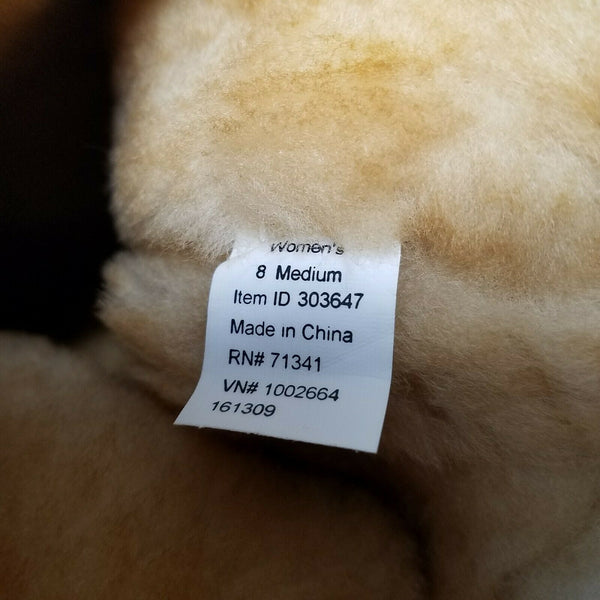 Women's
8 Medium
Item ID 303647
Made in China
RN# 71341
VN# 1002664
161309